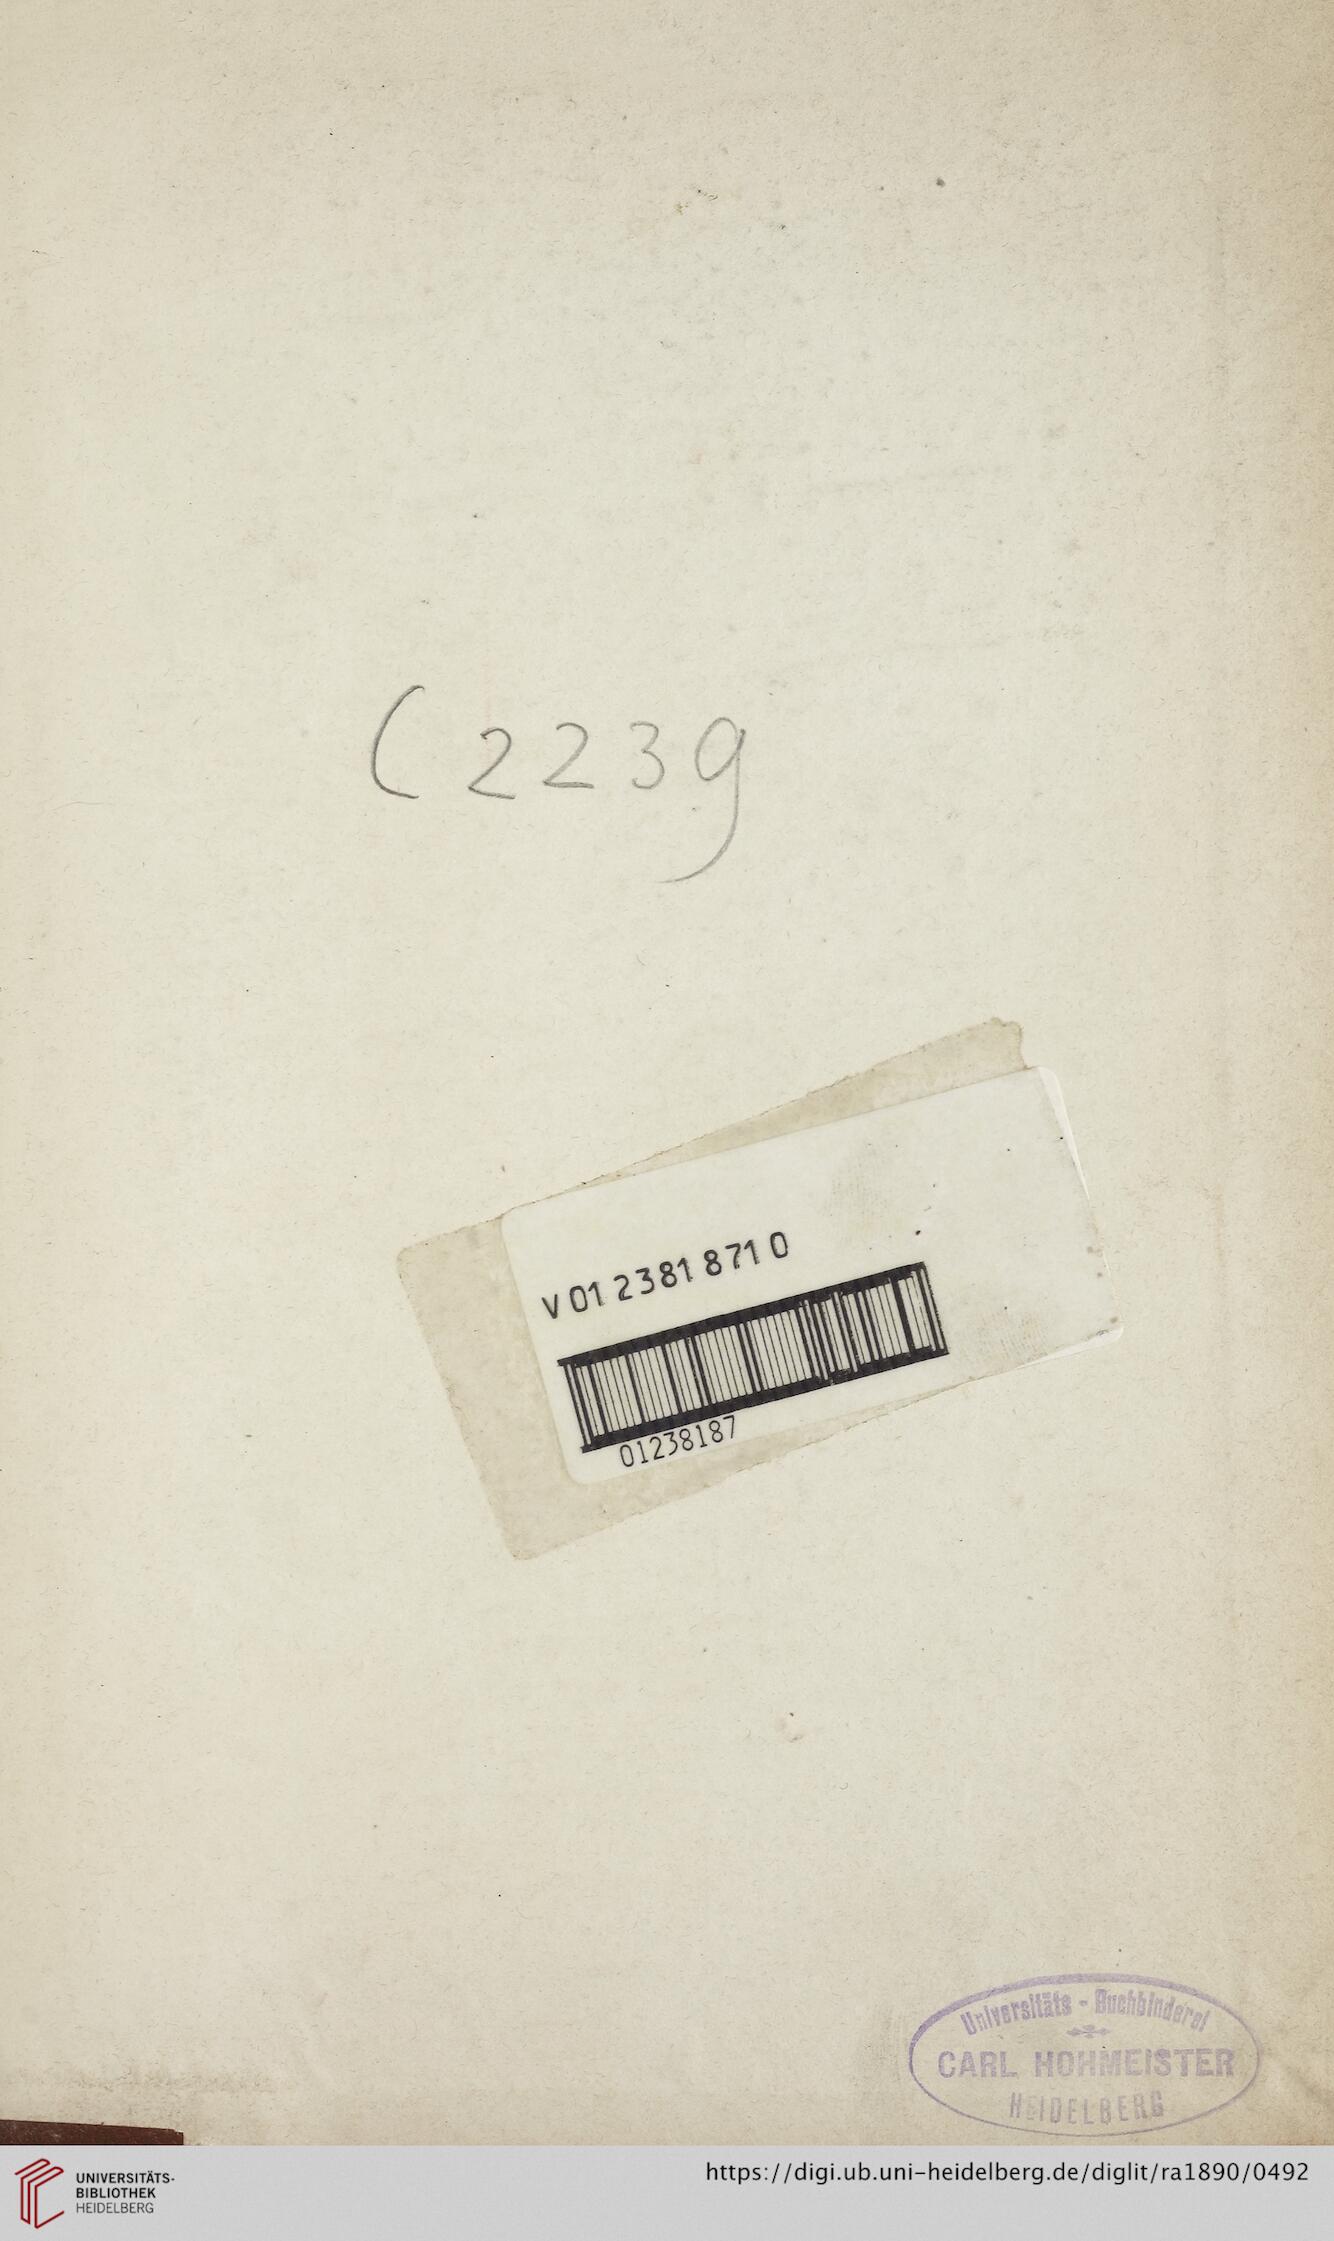 C 2239
V01 2381 871 0
01238187
Universitäts - Buchbinderei
CARL HOHMEISTER
HEIDELBERG
UNIVERSITÄTS-
BIBLIOTHEK
HEIDELBERG
https://digi.ub.uni-heidelberg.de/diglit/ra1890/0492